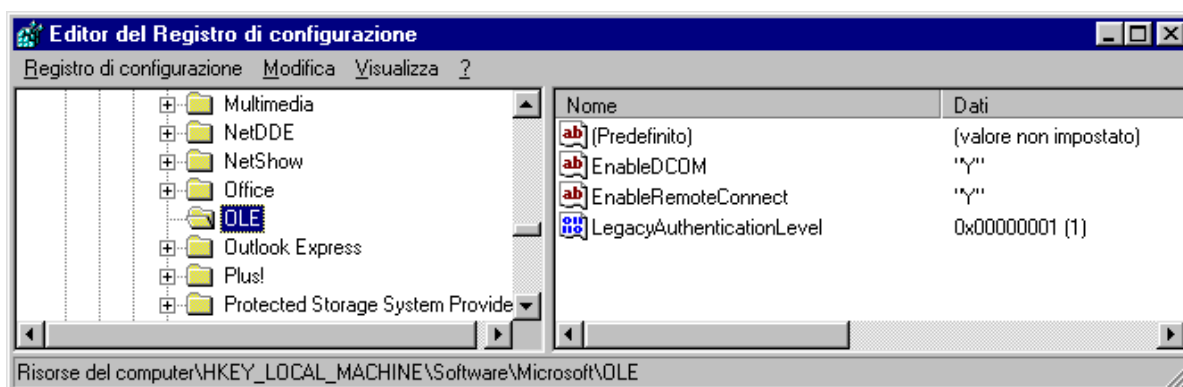 Editor del Registro di configurazione
Registro di configurazione Modifica Visualizza ?
Multimedia
NetDDE
NetShow
Office
OLE
Outlook Express
Plus!
Protected Storage System Provide
Nome Dati
(Predefinito) (valore non impostato)
EnableDCOM "Y"
EnableRemoteConnect "Y"
LegacyAuthenticationLevel 0x00000001 (1)
Risorse del computer\HKEY_LOCAL_MACHINE\Software\Microsoft\OLE